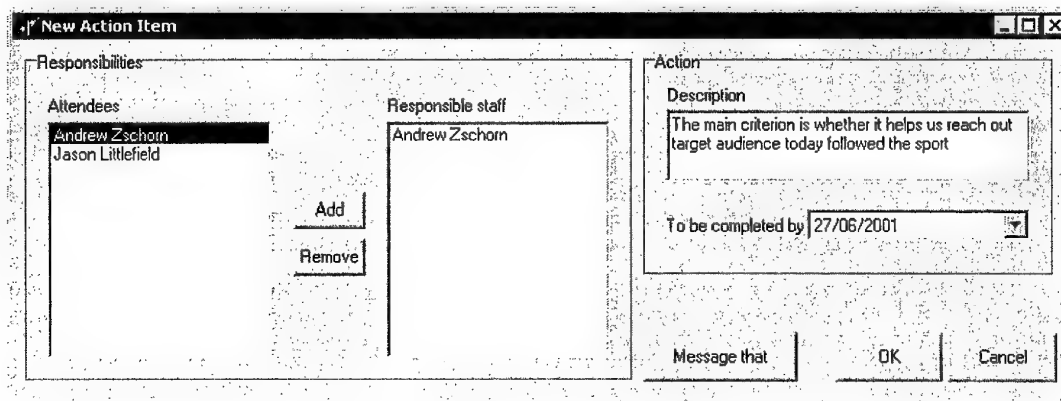 New Action Item
Responsibilities
Attendees
Andrew Zschorn
Jason Littlefield
Add
Remove
Responsible staff
Andrew Zschorn
Action
Description
The main criterion is whether it helps us reach out
target audience today followed the sport
To be completed by 27/06/2001
Message that
OK
Cancel